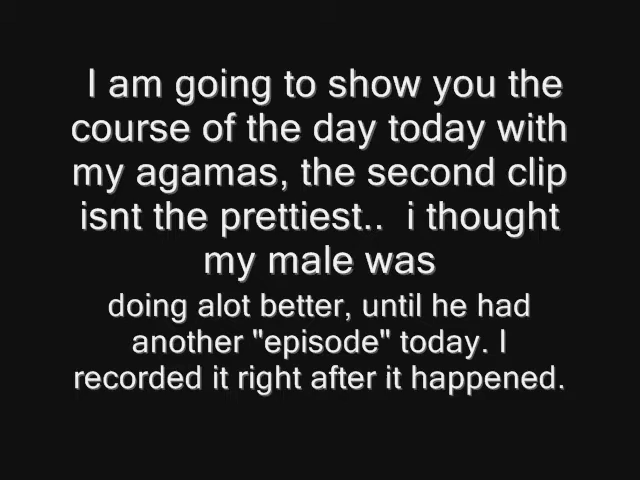 I am going to show you the
course of the day today with
my agamas, the second clip
isnt the prettiest.. i thought
my male was
doing alot better, until he had
another "episode" today. I
recorded it right after it happened.